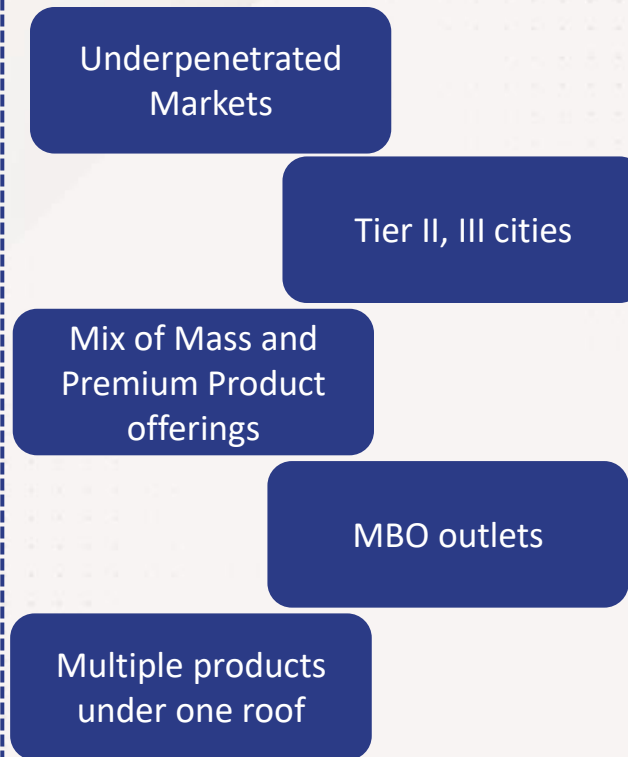 Underpenetrated
Markets
Tier II, III cities
Mix of Mass and
Premium Product
offerings
MBO outlets
Multiple products
under one roof